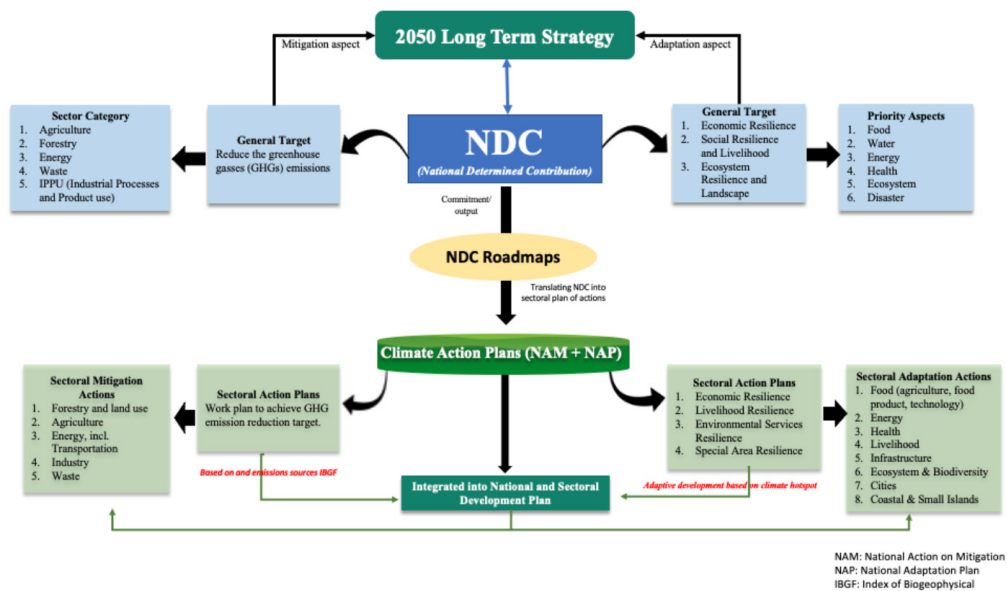 2050 Long Term Strategy
Mitigation aspect
Adaptation aspect
Sector Category
1. Agriculture
2. Forestry
3. Energy
4. Waste
5. IPPU (Industrial Processes
and Product use)
General Target
Reduce the greenhouse
gasses (GHGs) emissions
NDC
(National Determined Contribution)
General Target
1. Economic Resilience
2. Social Resilience
and Livelihood
3. Ecosystem
Resilience and
Landscape
Priority Aspects
1. Food
2. Water
3. Energy
4. Health
5. Ecosystem
6. Disaster
Commitment/
output
NDC Roadmaps
Translating NDC into
sectoral plan of actions
Climate Action Plans (NAM + NAP)
Sectoral Mitigation
Actions
1. Forestry and land use
2. Agriculture
3. Energy, incl.
Transportation
4. Industry
5. Waste
Sectoral Action Plans
Work plan to achieve GHG
emission reduction target.
Sectoral Action Plans
1. Economic Resilience
2. Livelihood Resilience
3. Environmental Services
Resilience
4. Special Area Resilience
Sectoral Adaptation Actions
1. Food (agriculture, food
product, technology)
2. Energy
3. Health
4. Livelihood
5. Infrastructure
6. Ecosystem & Biodiversity
7. Cities
8. Coastal & Small Islands
Based on and emissions sources IBGF
Integrated into National and Sectoral
Development Plan
Adaptive development based on climate hotspot
NAM: National Action on Mitigation
NAP: National Adaptation Plan
IBGF: Index of Biogeophysical